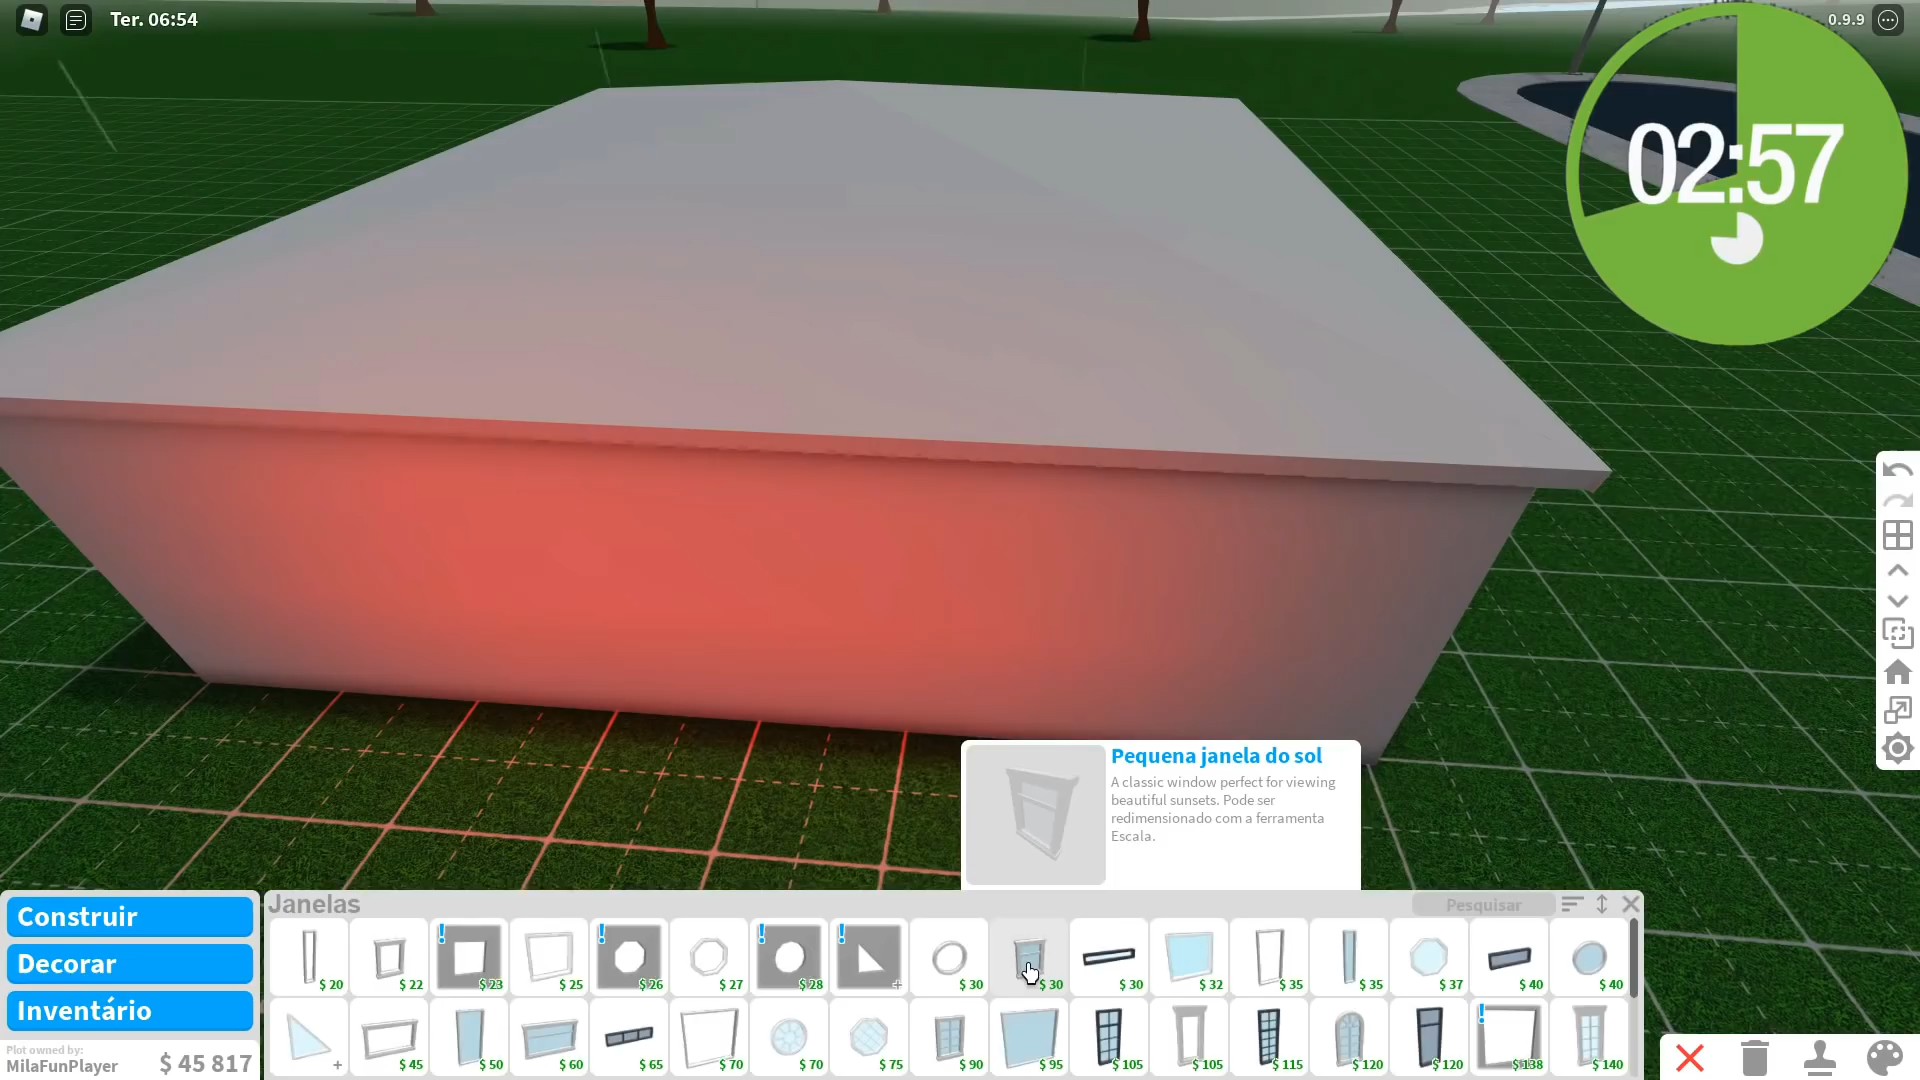 Ter. 06:54
0.9.9
02:57
Pequena janela do sol
A classic window perfect for viewing
beautiful sunsets. Pode ser
redimensionado com a ferramenta
Escala.
Construir
Decorar
Inventário
Plot owned by:
MilaFunPlayer
$ 45 817
Janelas
Pesquisar
$ 20
$ 22
$ 23
$ 25
$ 26
$ 27
$ 28
+
$ 30
$ 30
$ 30
$ 32
$ 35
$ 35
$ 37
$ 40
$ 40
+
$ 45
$ 50
$ 60
$ 65
$ 70
$ 70
$ 75
$ 90
$ 95
$ 105
$ 105
$ 115
$ 120
$ 120
$ 138
$ 140